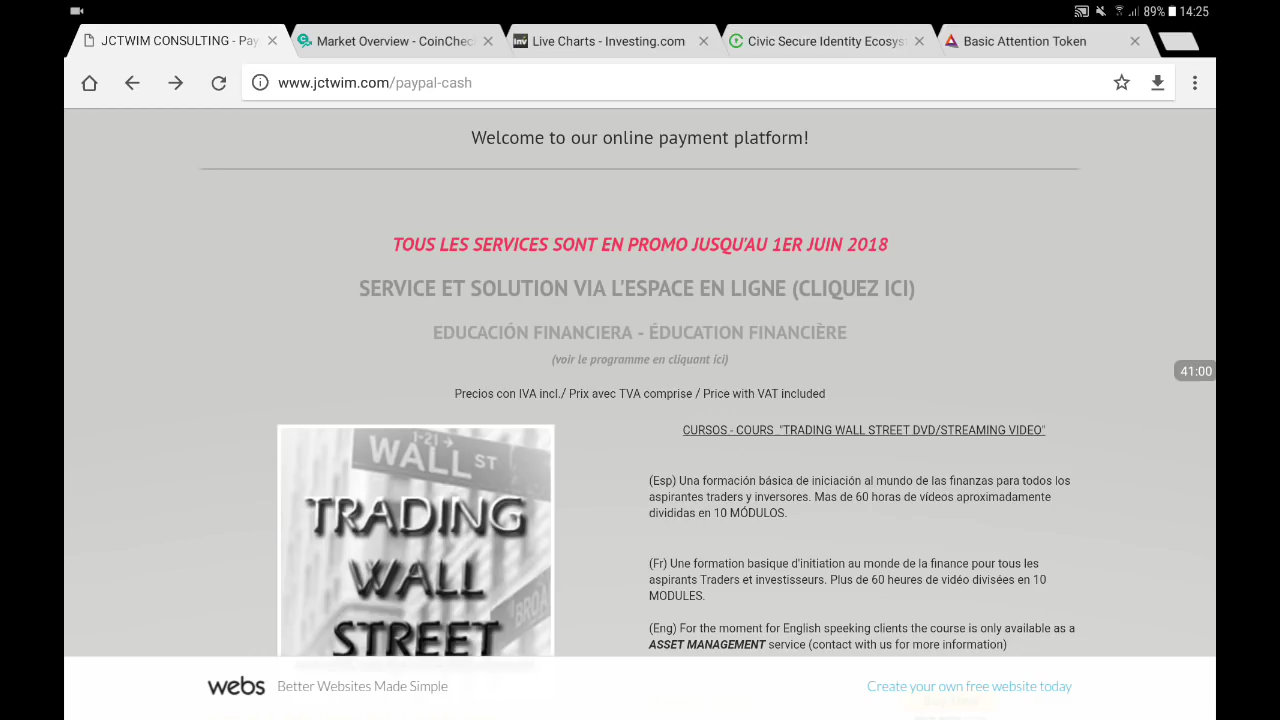 89% 14:25
JCTWIM CONSULTING - Pay
Market Overview - CoinChec
Inv Live Charts - Investing.com
Civic Secure Identity Ecosys
Basic Attention Token
www.jctwim.com/paypal-cash
Welcome to our online payment platform!
TOUS LES SERVICES SONT EN PROMO JUSQU'AU 1ER JUIN 2018
SERVICE ET SOLUTION VIA L'ESPACE EN LIGNE (CLIQUEZ ICI)
EDUCACIÓN FINANCIERA - ÉDUCATION FINANCIÈRE
(voir le programme en cliquant ici)
41:00
Precios con IVA incl./ Prix avec TVA comprise / Price with VAT included
1-21
WALL ST
TRADING
WALL
STREET
BROA
CURSOS - COURS "TRADING WALL STREET DVD/STREAMING VIDEO"
(Esp) Una formación básica de iniciación al mundo de las finanzas para todos los
aspirantes traders y inversores. Mas de 60 horas de vídeos aproximadamente
divididas en 10 MÓDULOS.
(Fr) Une formation basique d'initiation au monde de la finance pour tous les
aspirants Traders et investisseurs. Plus de 60 heures de vidéo divisées en 10
MODULES.
(Eng) For the moment for English speeking clients the course is only available as a
ASSET MANAGEMENT service (contact with us for more information)
webs Better Websites Made Simple
Create your own free website today